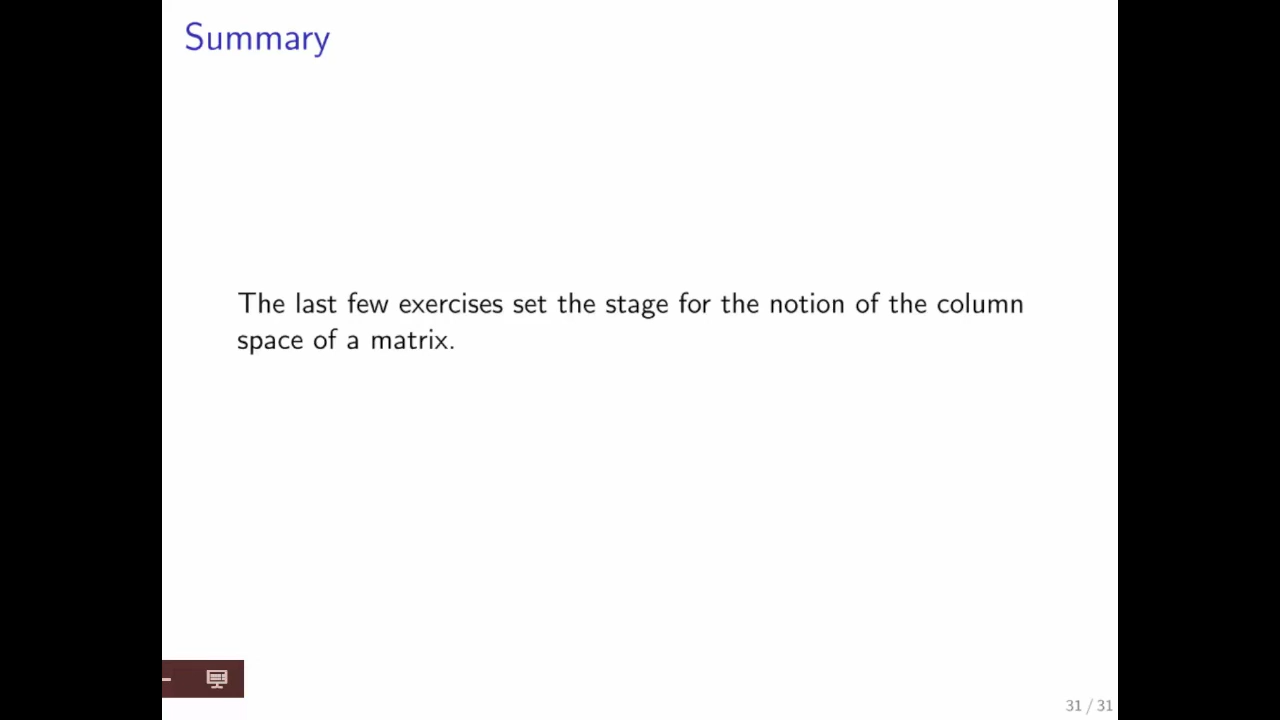 Summary
The last few exercises set the stage for the notion of the column
space of a matrix.
31 / 31